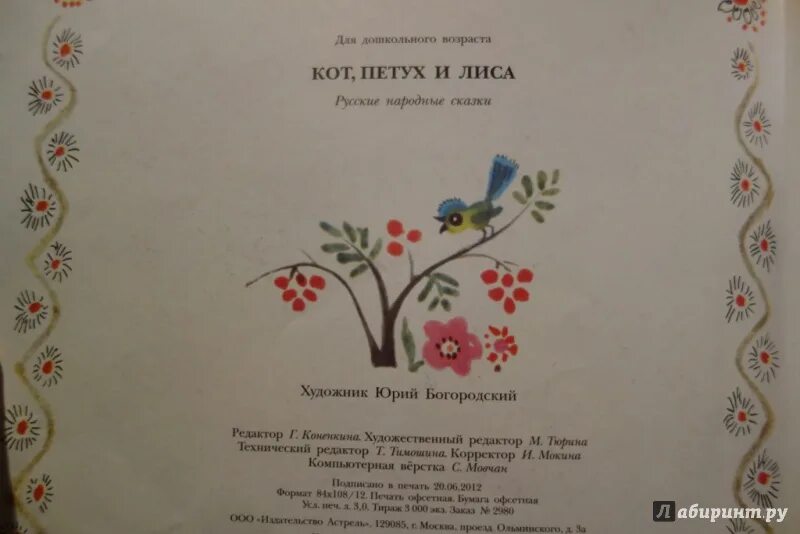 Для дошкольного возраста
КОТ, ПЕТУХ И ЛИСА
Русские народные сказки
Художник Юрий Богородский
Редактор Г. Коненкина. Художественный редактор М. Тюрина
Технический редактор Т. Тимошина. Корректор И. Мокина
Компьютерная вёрстка С. Мовчан
Подписано в печать 20.06.2012
Формат 84х108/12. Печать офсетная. Бумага офсетная
Усл. печ. л. 3,0. Тираж 3 000 экз. Заказ № 2980
ООО «Издательство Астрель», 129085, г. Москва, проезд Ольминского, д. 3а
Лабиринт.ру